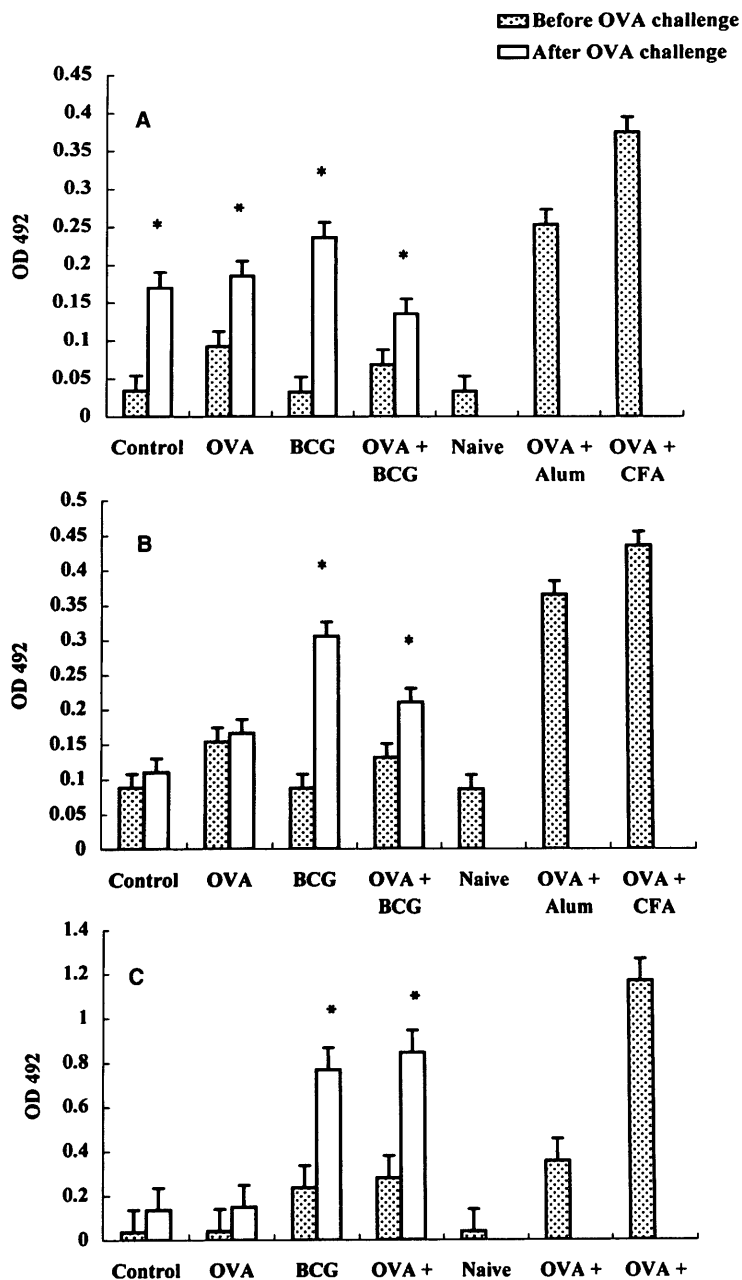 Before OVA challenge
After OVA challenge
A
OD 492
0.45
0.4
0.35
0.3
0.25
0.2
0.15
0.1
0.05
0
* * * *
Control OVA BCG OVA + Naive OVA + OVA +
BCG Alum CFA
B
OD 492
0.5
0.45
0.4
0.35
0.3
0.25
0.2
0.15
0.1
0.05
0
* *
Control OVA BCG OVA + Naive OVA + OVA +
BCG Alum CFA
C
OD 492
1.4
1.2
1
0.8
0.6
0.4
0.2
0
* *
Control OVA BCG OVA + Naive OVA + OVA +